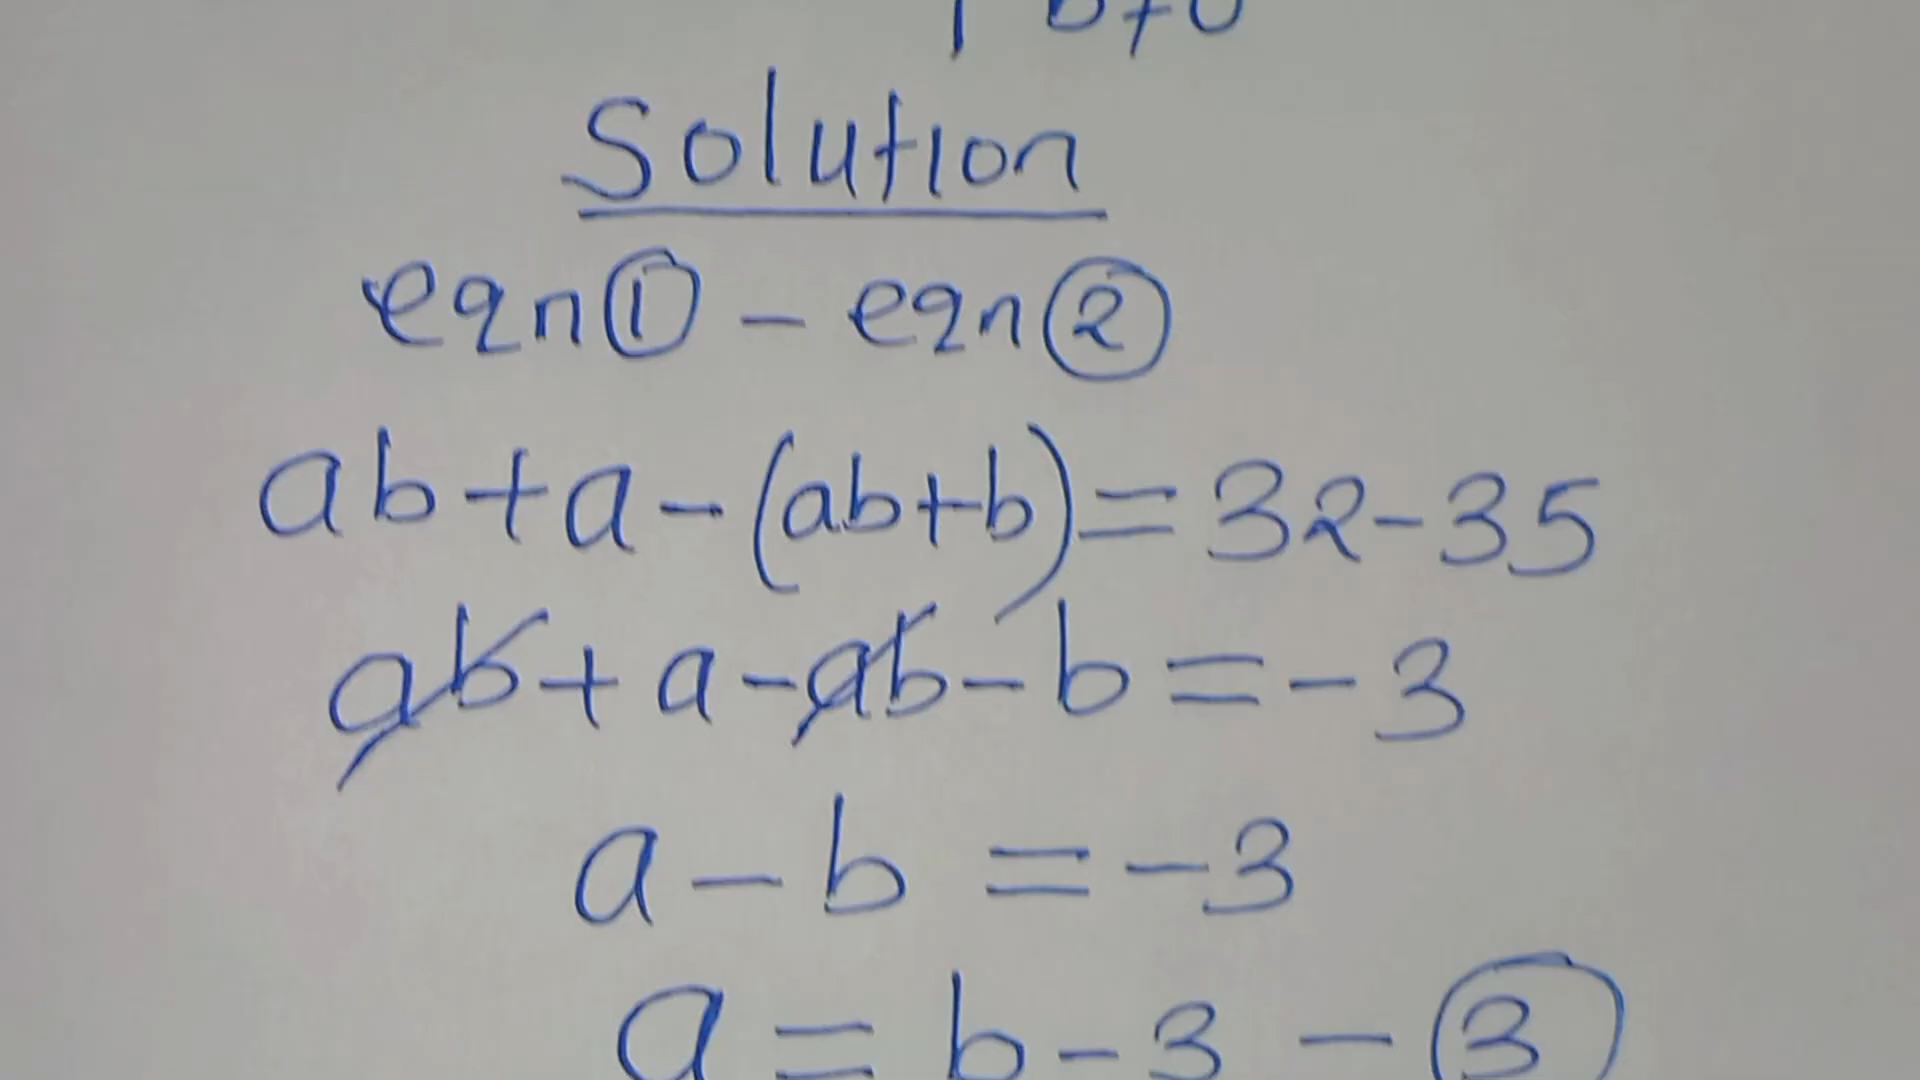 Solution
eqn① - eqn②
ab+a-(ab+b)=32-35
ab+a-ab-b=-3
a-b=-3
a=b-3-③